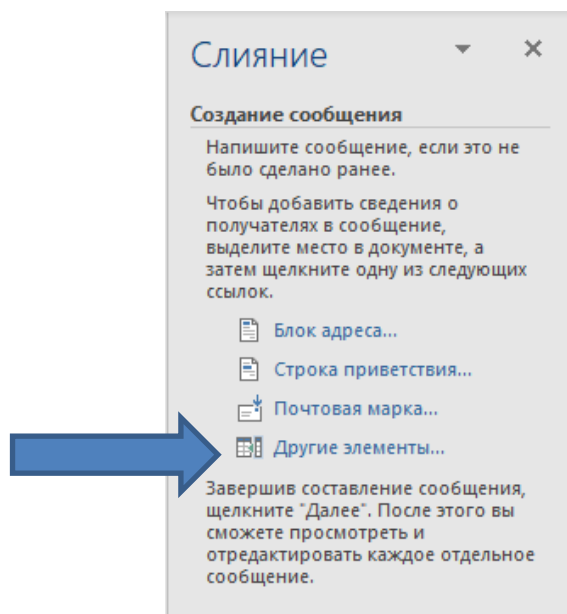 Слияние
Создание сообщения
Напишите сообщение, если это не
было сделано ранее.
Чтобы добавить сведения о
получателях в сообщение,
выделите место в документе, а
затем щелкните одну из следующих
ссылок.
Блок адреса...
Строка приветствия...
Почтовая марка...
Другие элементы...
Завершив составление сообщения,
щелкните "Далее". После этого вы
сможете просмотреть и
отредактировать каждое отдельное
сообщение.